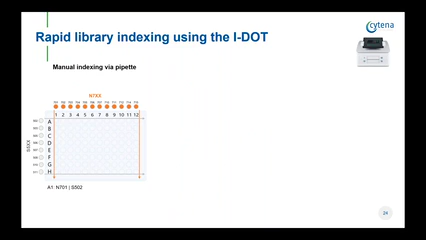 cytena
Rapid library indexing using the I-DOT
Manual indexing via pipette
N7XX
1 2 3 4 5 6 7 8 9 10 11 12
S5XX
A
B
C
D
E
F
G
H
A1: N701 | S502
24